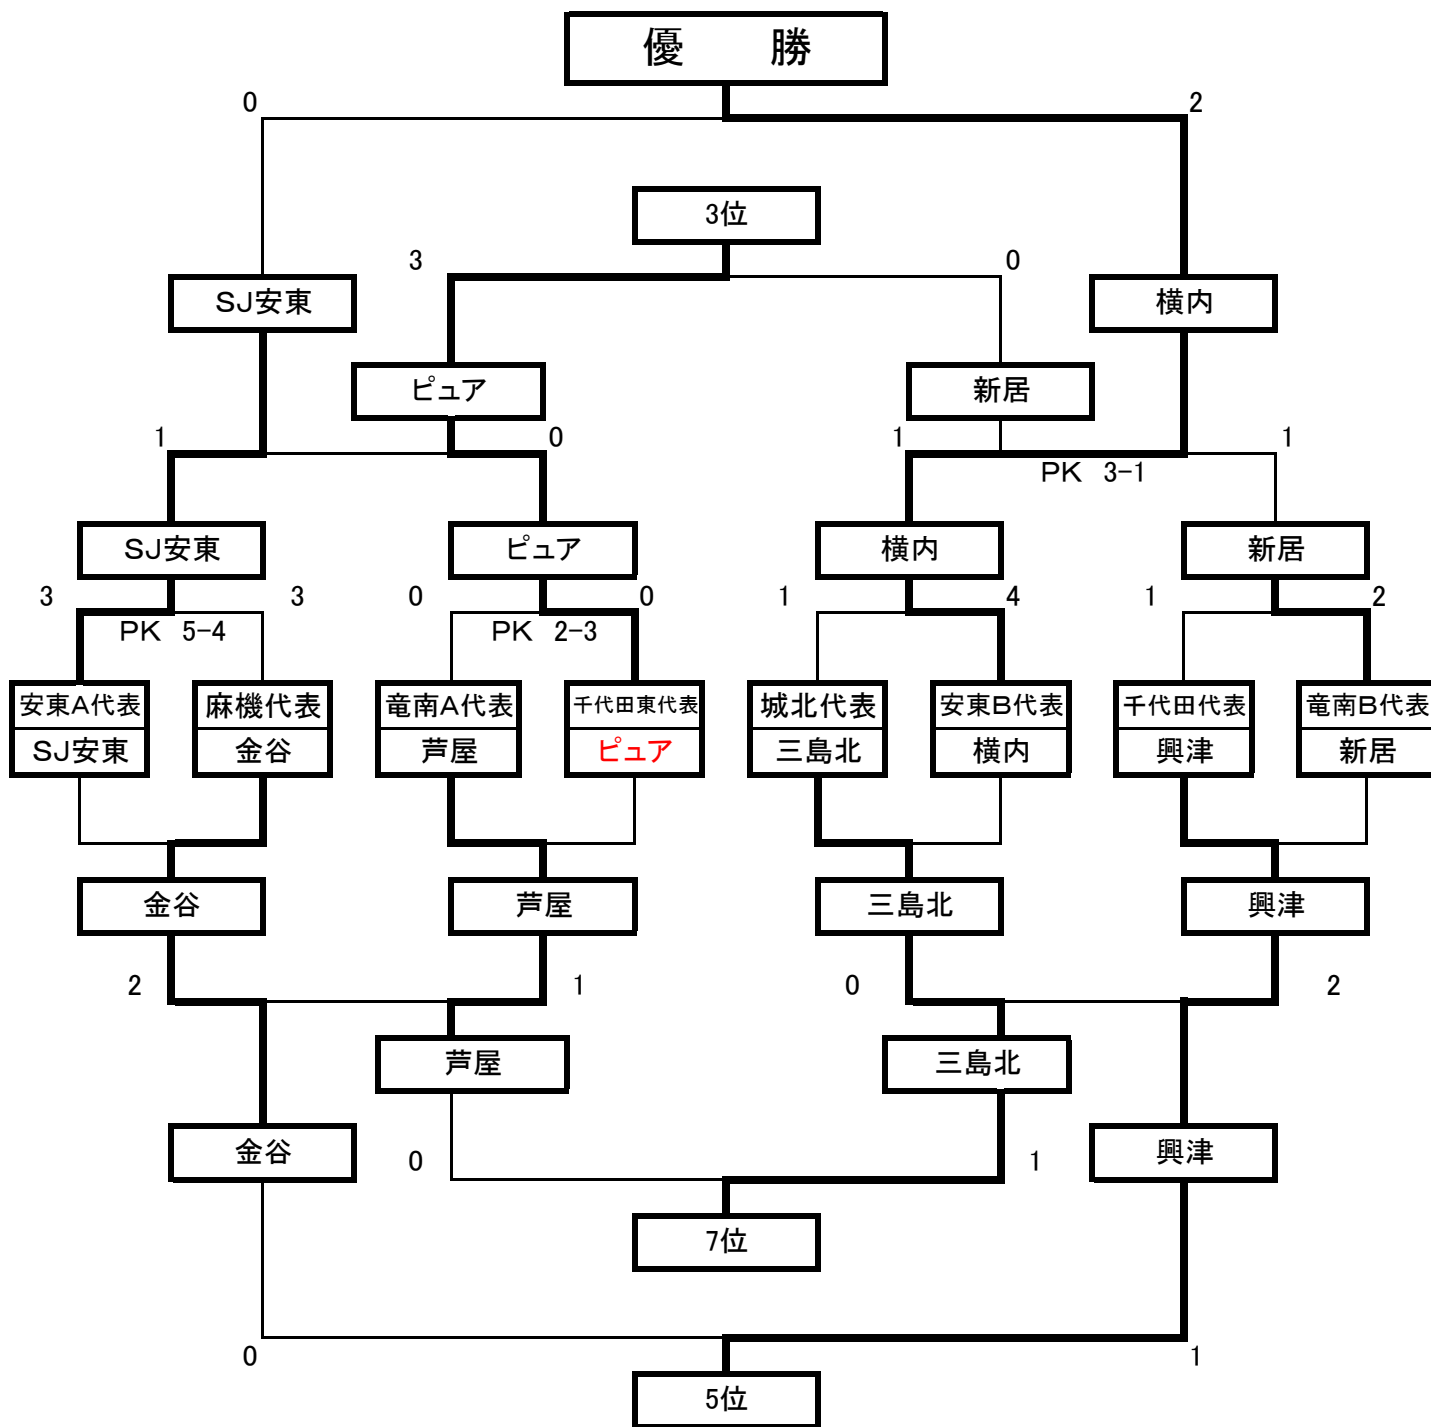 優　勝
0 2
3位
3 0
ＳＪ安東 横内
ピュア 新居
1 0 1 1
ＰＫ 3-1
ＳＪ安東 ピュア 横内 新居
3 3 0 0 1 4 1 2
ＰＫ 5-4 ＰＫ 2-3
安東Ａ代表 麻機代表 竜南Ａ代表 千代田東代表 城北代表 安東Ｂ代表 千代田代表 竜南Ｂ代表
ＳＪ安東 金谷 芦屋 ピュア 三島北 横内 興津 新居
金谷 芦屋 三島北 興津
2 1 0 2
芦屋 三島北
金谷 0 1 興津
7位
0 1
5位